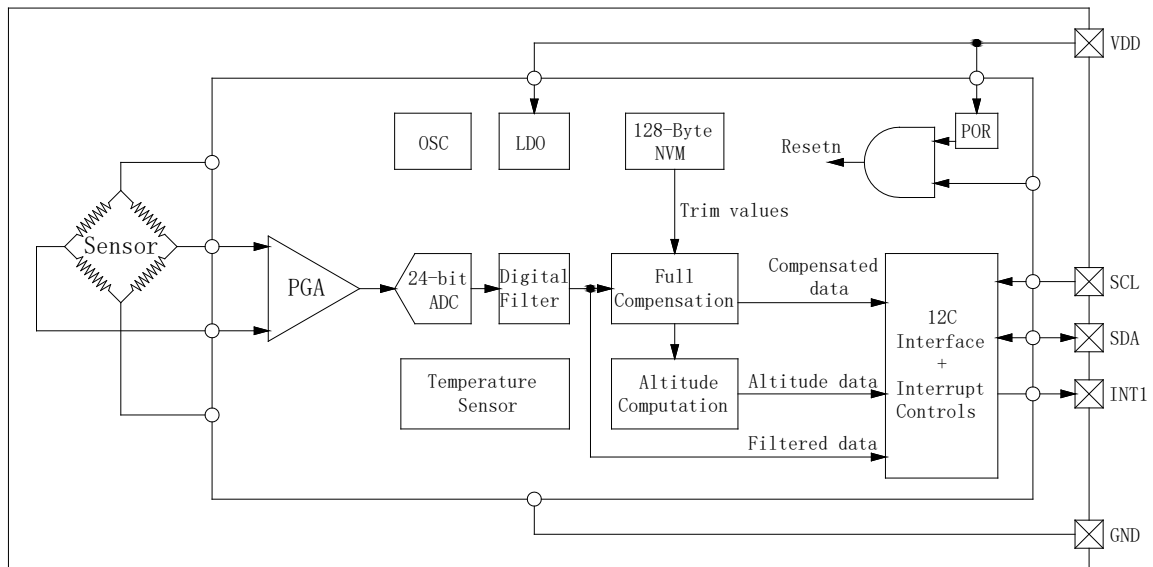 VDD
OSC
LDO
128-Byte
NVM
Resetn
POR
Trim values
Sensor
PGA
24-bit
ADC
Digital
Filter
Full
Compensation
Compensated
data
12C
Interface
+
Interrupt
Controls
SCL
SDA
INT1
Temperature
Sensor
Altitude
Computation
Altitude data
Filtered data
GND